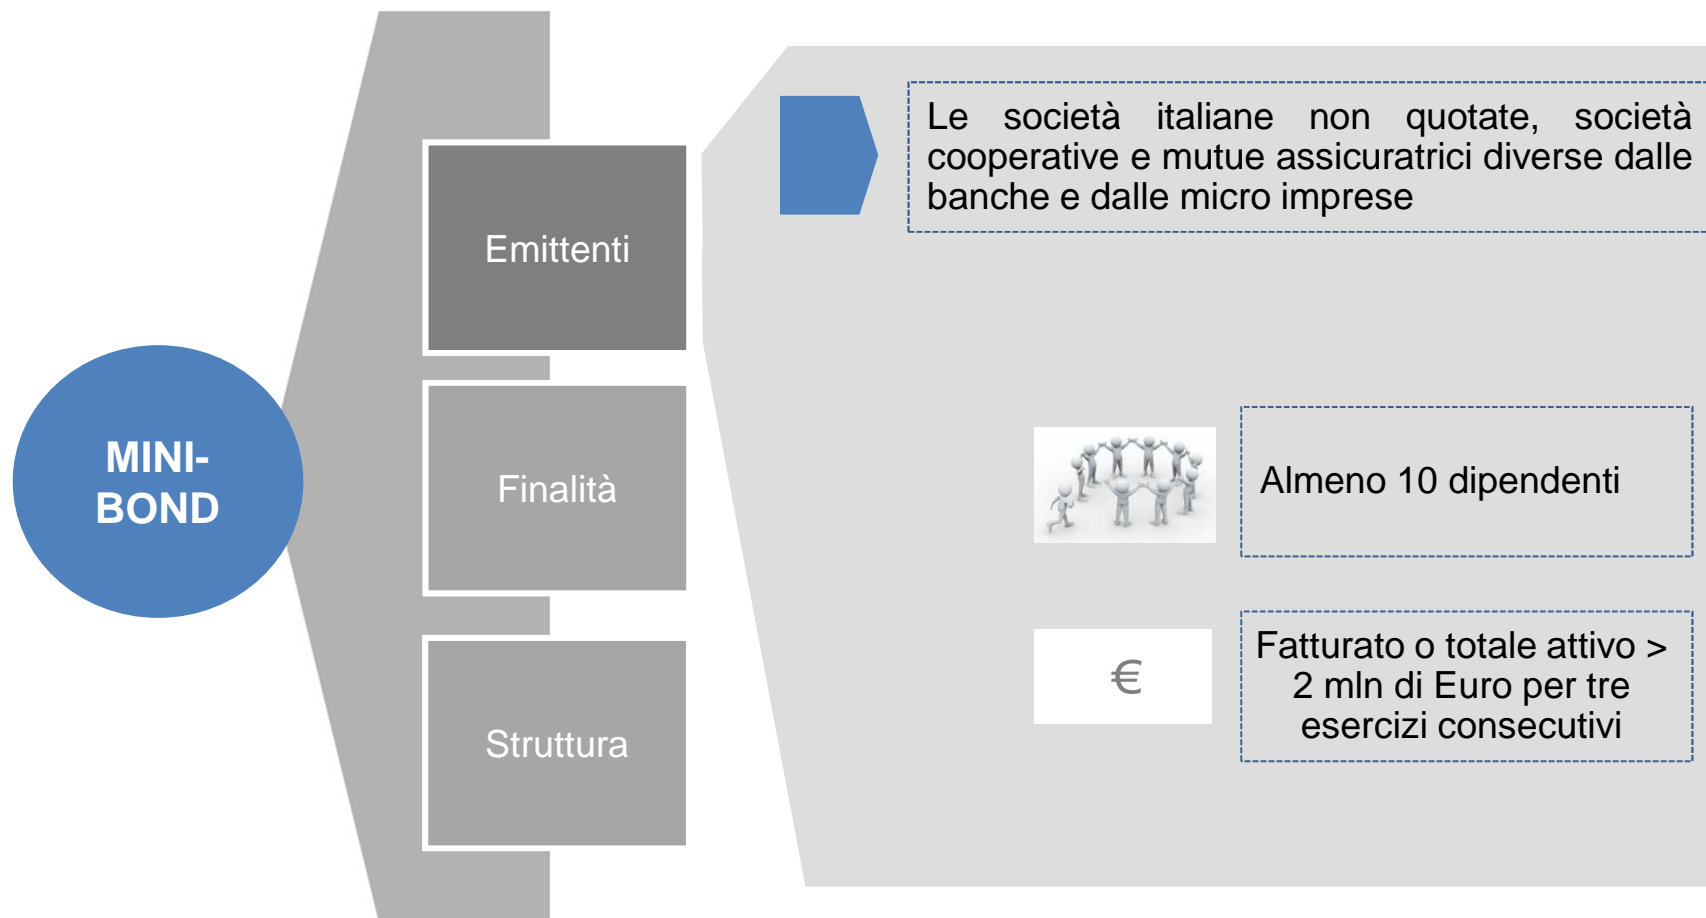 MINI-
BOND
Emittenti
Finalità
Struttura
Le società italiane non quotate, società
cooperative e mutue assicuratrici diverse dalle
banche e dalle micro imprese
Almeno 10 dipendenti
€
Fatturato o totale attivo >
2 mln di Euro per tre
esercizi consecutivi